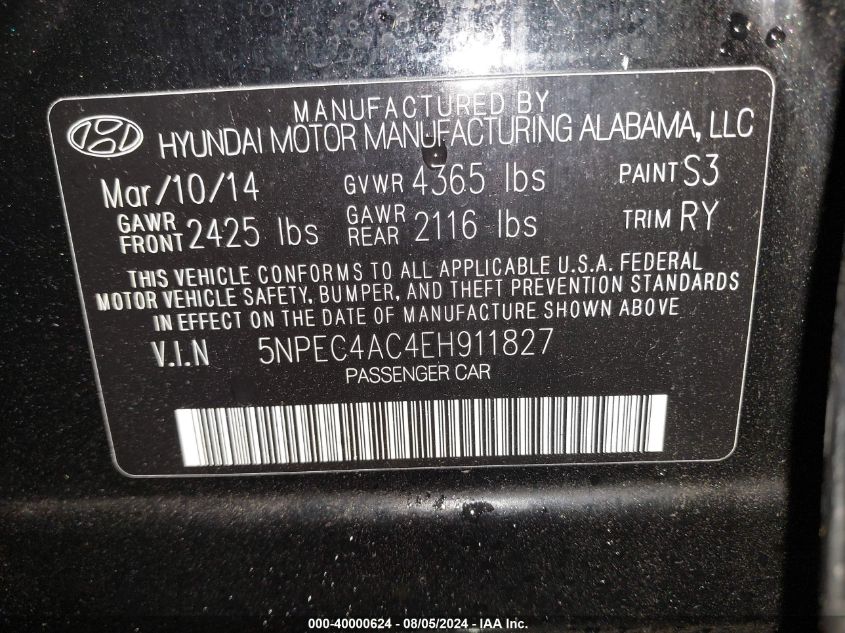 MANUFACTURED BY
HYUNDAI MOTOR MANUFACTURING ALABAMA, LLC
Mar/10/14 GVWR 4365 lbs PAINT S3
GAWR FRONT 2425 lbs GAWR REAR 2116 lbs TRIM RY
THIS VEHICLE CONFORMS TO ALL APPLICABLE U.S.A. FEDERAL
MOTOR VEHICLE SAFETY, BUMPER, AND THEFT PREVENTION STANDARDS
IN EFFECT ON THE DATE OF MANUFACTURE SHOWN ABOVE
V.I.N 5NPEC4AC4EH911827
PASSENGER CAR
000-40000624 - 08/05/2024 - IAA Inc.